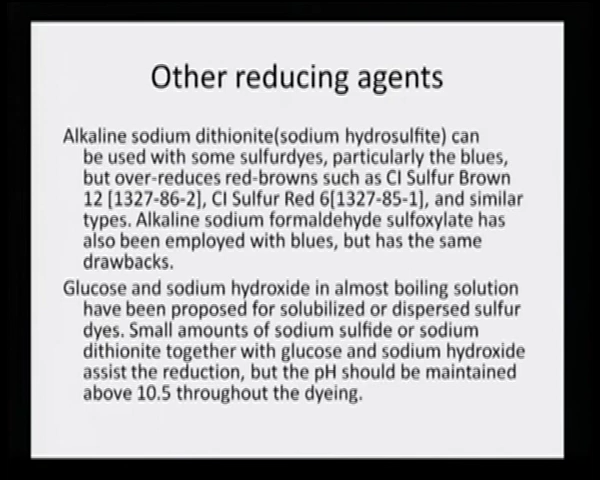 Other reducing agents
Alkaline sodium dithionite(sodium hydrosulfite) can
be used with some sulfurdyes, particularly the blues,
but over-reduces red-browns such as CI Sulfur Brown
12 [1327-86-2], CI Sulfur Red 6[1327-85-1], and similar
types. Alkaline sodium formaldehyde sulfoxylate has
also been employed with blues, but has the same
drawbacks.
Glucose and sodium hydroxide in almost boiling solution
have been proposed for solubilized or dispersed sulfur
dyes. Small amounts of sodium sulfide or sodium
dithionite together with glucose and sodium hydroxide
assist the reduction, but the pH should be maintained
above 10.5 throughout the dyeing.